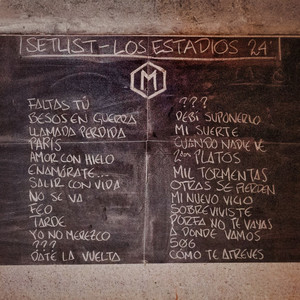 SETLIST - LOS ESTADIOS 24'
M
FALTAS TÚ
BESOS EN GUERRA
LLAMADA PERDIDA
PARÍS
AMOR CON HIELO
ENAMÓRATE...
SALIR CON VIDA
NO SE VA
FEO
TARDE
YO NO MEREZCO
???
DATE LA VUELTA
???
DEBÍ SUPONERLO
MI SUERTE
CUANDO NADIE VE
2 PLATOS
MIL TORMENTAS
OTRAS SE PIERDEN
MI NUEVO VICIO
SOBREVIVISTE
PORFA NO TE VAYAS
A DONDE VAMOS
506
CÓMO TE ATREVES